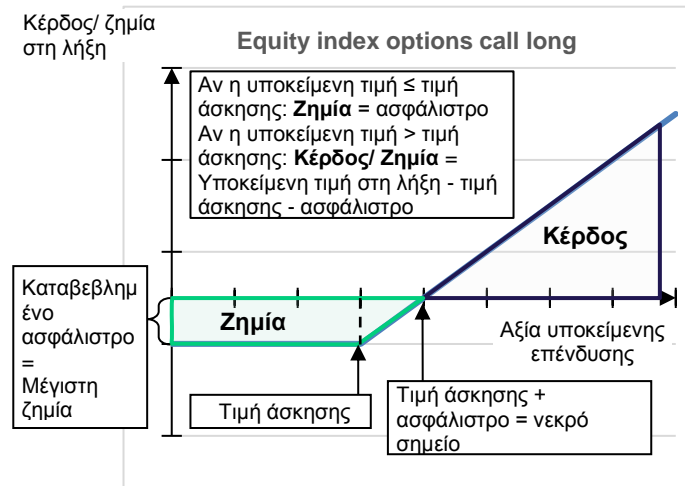 Κέρδος/ ζημία
στη λήξη
Equity index options call long
Αν η υποκείμενη τιμή ≤ τιμή
άσκησης: Ζημία = ασφάλιστρο
Αν η υποκείμενη τιμή > τιμή
άσκησης: Κέρδος/ Ζημία =
Υποκείμενη τιμή στη λήξη - τιμή
άσκησης - ασφάλιστρο
Κέρδος
Καταβεβλημ
ένο
ασφάλιστρο
=
Μέγιστη
ζημία
Ζημία
Αξία υποκείμενης
επένδυσης
Τιμή άσκησης
Τιμή άσκησης +
ασφάλιστρο = νεκρό
σημείο